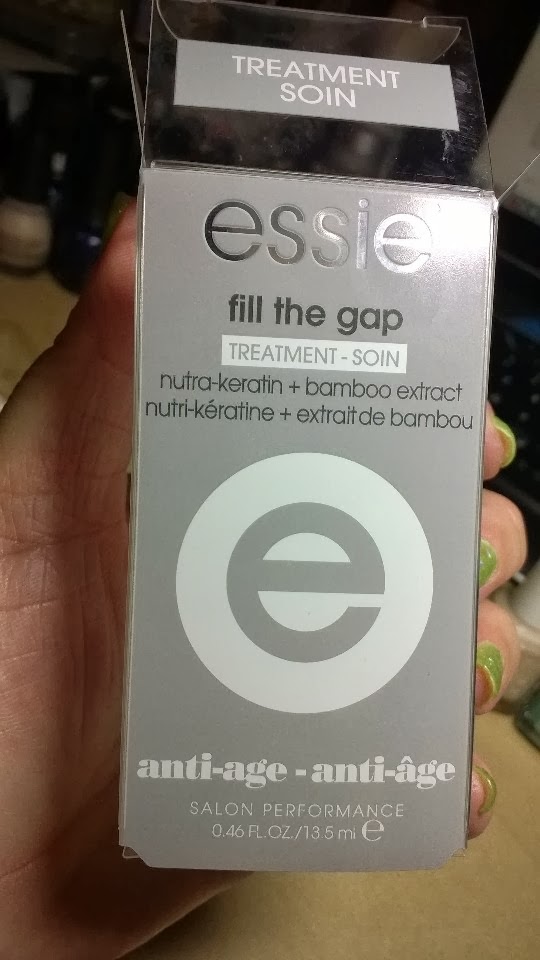 TREATMENT
SOIN
essie
fill the gap
TREATMENT - SOIN
nutra-keratin + bamboo extract
nutri-kératine + extrait de bambou
e
anti-age - anti-âge
SALON PERFORMANCE
0.46 FL. OZ./13.5 ml e